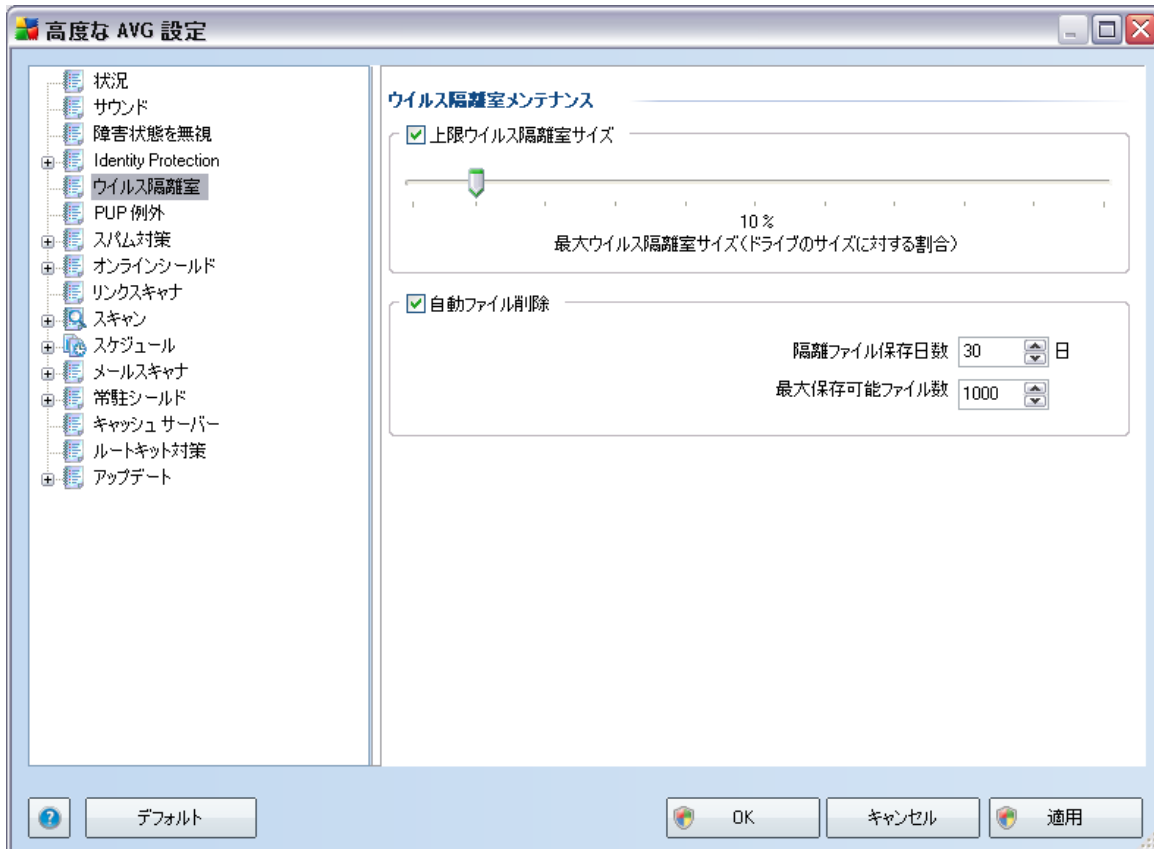 高度な AVG 設定
状況
サウンド
障害状態を無視
Identity Protection
ウイルス隔離室
PUP 例外
スパム対策
オンラインシールド
リンクスキャナ
スキャン
スケジュール
メールスキャナ
常駐シールド
キャッシュ サーバー
ルートキット対策
アップデート
ウイルス隔離室メンテナンス
上限ウイルス隔離室サイズ
10 %
最大ウイルス隔離室サイズ(ドライブのサイズに対する割合)
自動ファイル削除
隔離ファイル保存日数 30 日
最大保存可能ファイル数 1000
? デフォルト OK キャンセル 適用